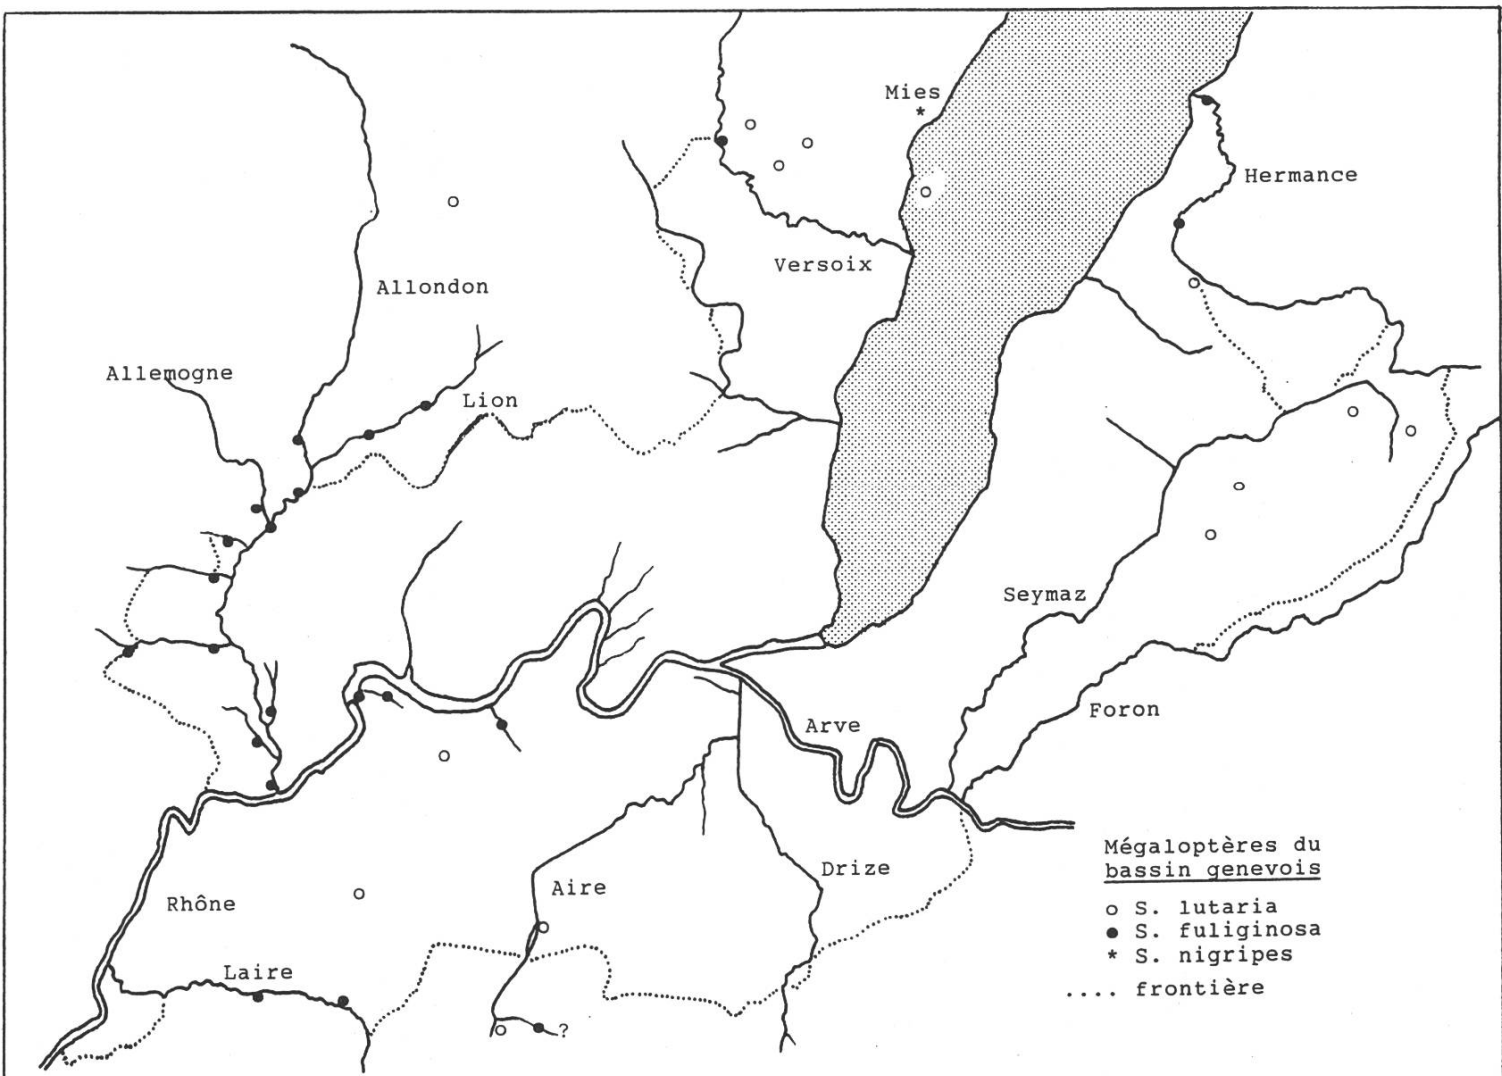 Mies
*
Hermance
Versoix
Allondon
Allemogne
Lion
Seymaz
Foron
Arve
Drize
Aire
Rhône
Laire
?
Mégaloptères du
bassin genevois
o S. lutaria
● S. fuliginosa
* S. nigripes
.... frontière